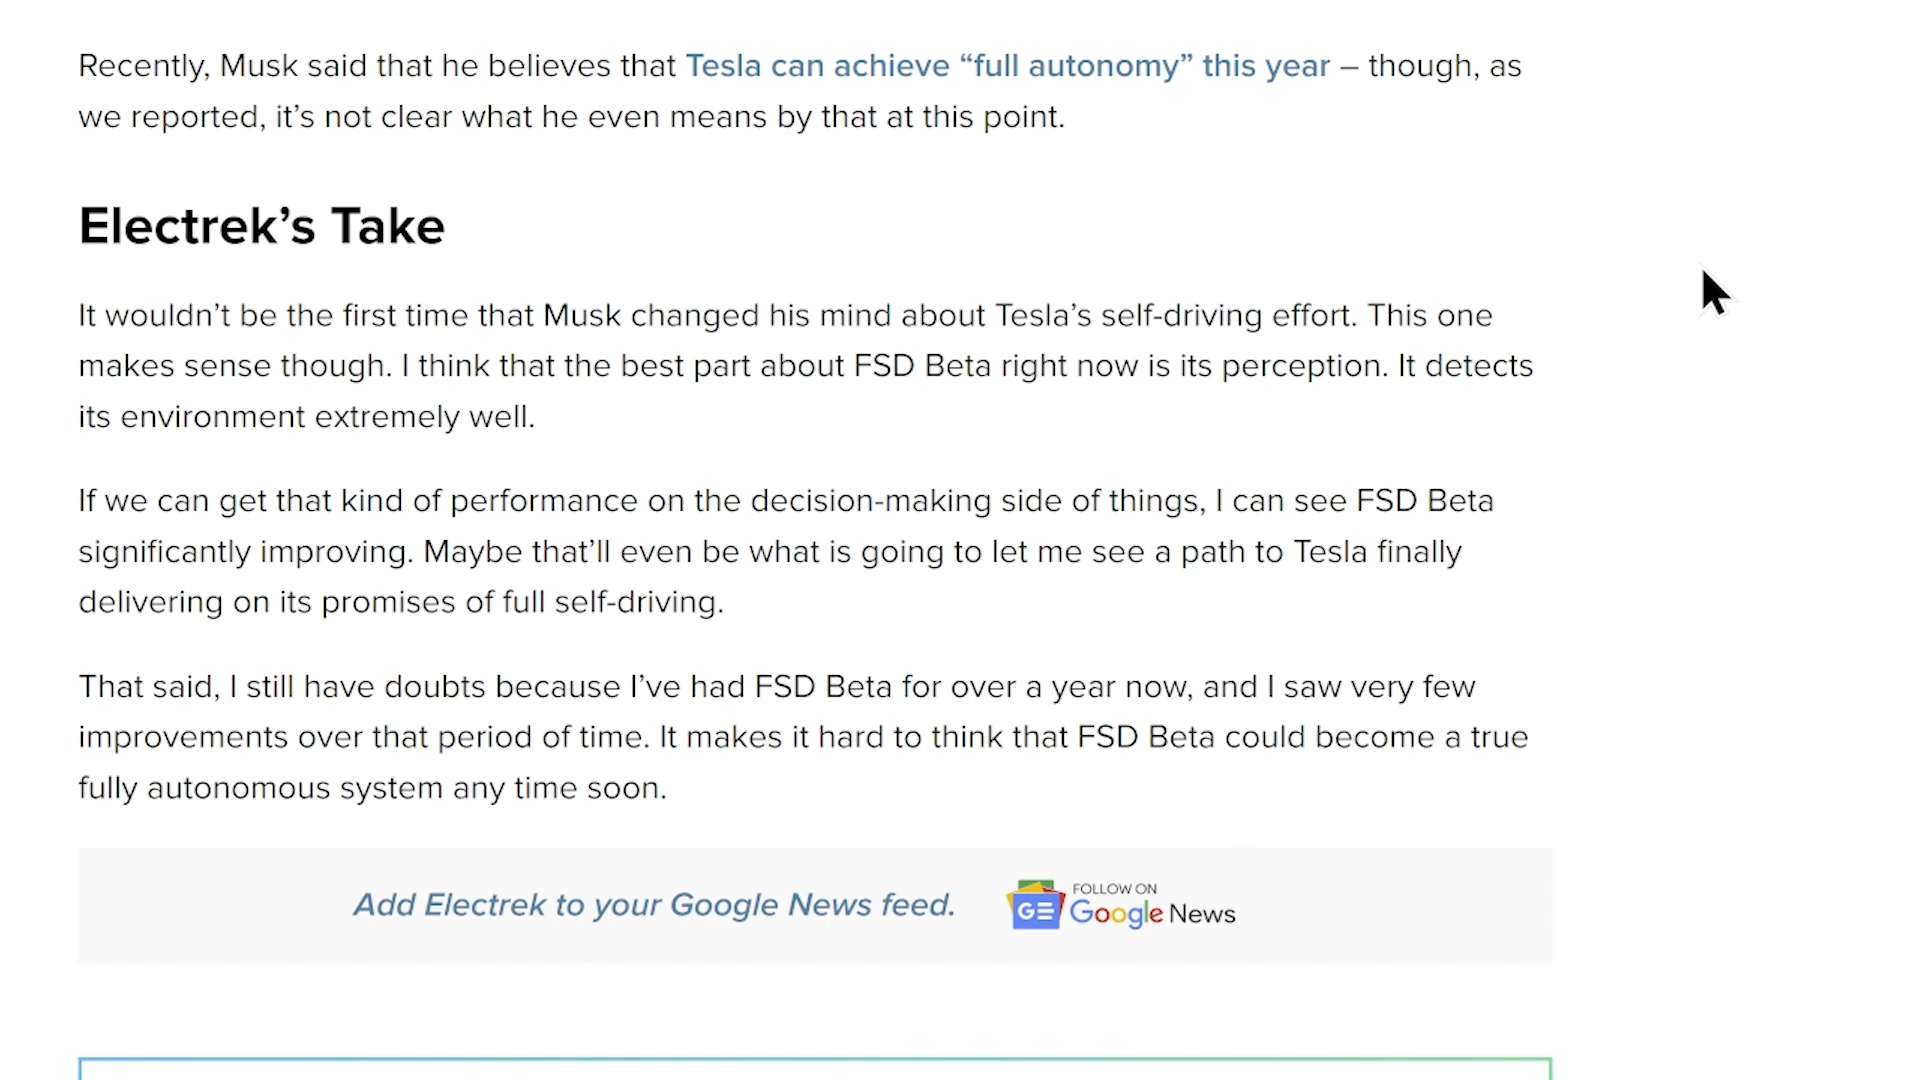 Recently, Musk said that he believes that Tesla can achieve “full autonomy” this year – though, as
we reported, it’s not clear what he even means by that at this point.
Electrek’s Take
It wouldn’t be the first time that Musk changed his mind about Tesla’s self-driving effort. This one
makes sense though. I think that the best part about FSD Beta right now is its perception. It detects
its environment extremely well.
If we can get that kind of performance on the decision-making side of things, I can see FSD Beta
significantly improving. Maybe that’ll even be what is going to let me see a path to Tesla finally
delivering on its promises of full self-driving.
That said, I still have doubts because I’ve had FSD Beta for over a year now, and I saw very few
improvements over that period of time. It makes it hard to think that FSD Beta could become a true
fully autonomous system any time soon.
Add Electrek to your Google News feed.
GE FOLLOW ON
Google News